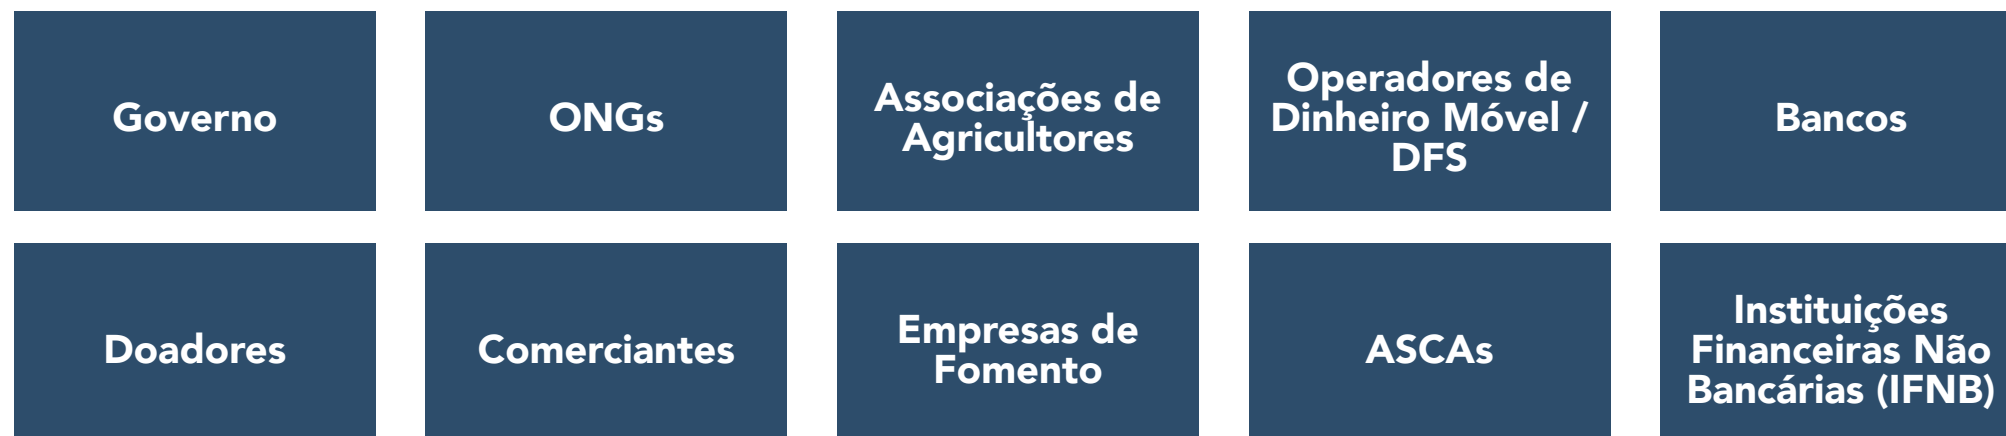 Governo
ONGs
Associações de
Agricultores
Operadores de
Dinheiro Móvel /
DFS
Bancos
Doadores
Comerciantes
Empresas de
Fomento
ASCAs
Instituições
Financeiras Não
Bancárias (IFNB)